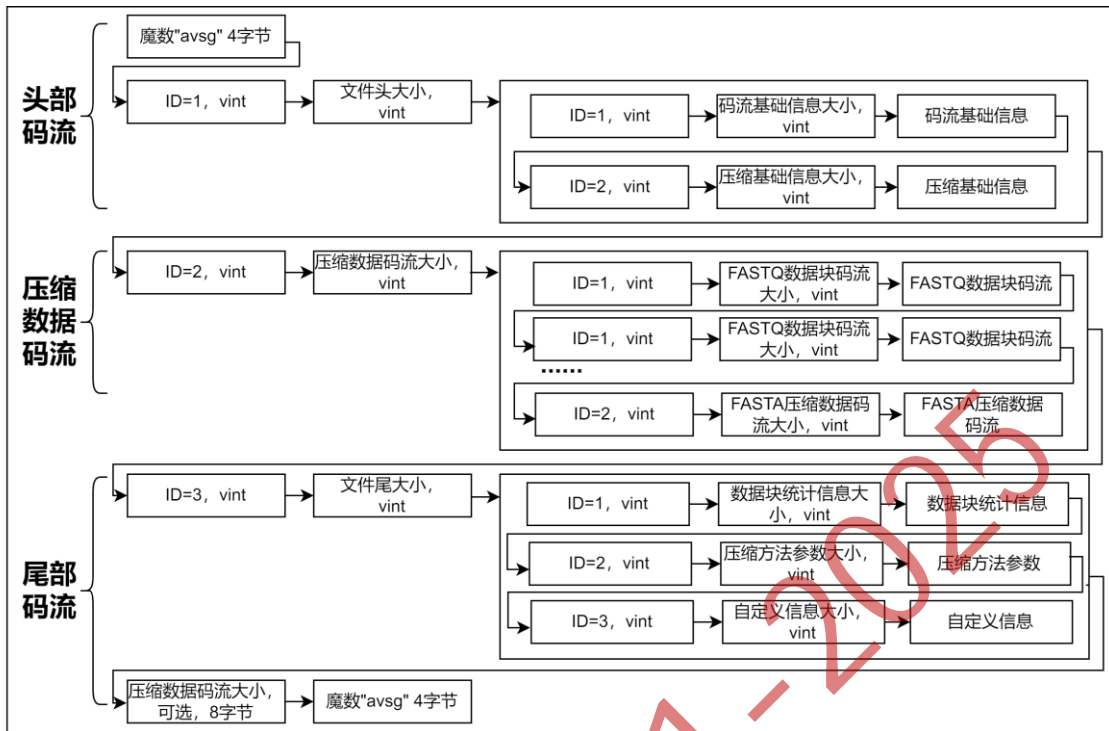 魔数"avsg" 4字节
头部
码流
ID=1，vint
文件头大小，
vint
ID=1，vint
码流基础信息大小，
vint
码流基础信息
ID=2，vint
压缩基础信息大小，
vint
压缩基础信息
压缩
数据
码流
ID=2，vint
压缩数据码流大小，
vint
ID=1，vint
FASTQ数据块码流
大小，vint
FASTQ数据块码流
ID=1，vint
FASTQ数据块码流
大小，vint
FASTQ数据块码流
······
ID=2，vint
FASTA压缩数据码
流大小，vint
FASTA压缩数据
码流
尾部
码流
ID=3，vint
文件尾大小，
vint
ID=1，vint
数据块统计信息大
小，vint
数据块统计信息
ID=2，vint
压缩方法参数大小，
vint
压缩方法参数
ID=3，vint
自定义信息大小，
vint
自定义信息
压缩数据码流大小，
可选，8字节
魔数"avsg" 4字节
1-2025